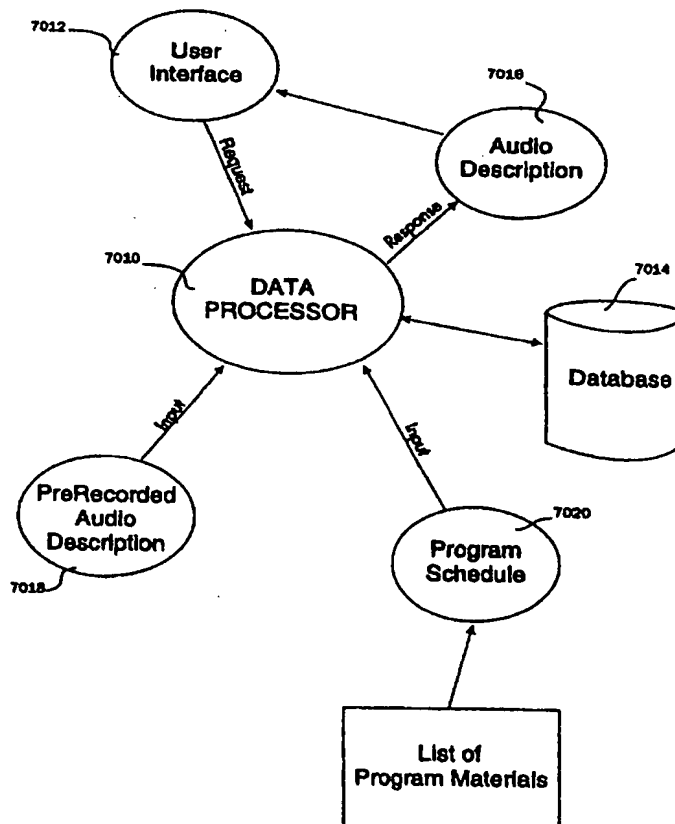 7012
User
Interface
7016
Audio
Description
Request
Response
7010
DATA
PROCESSOR
7014
Database
Input
Input
PreRecorded
Audio
Description
7018
7020
Program
Schedule
List of
Program Materials